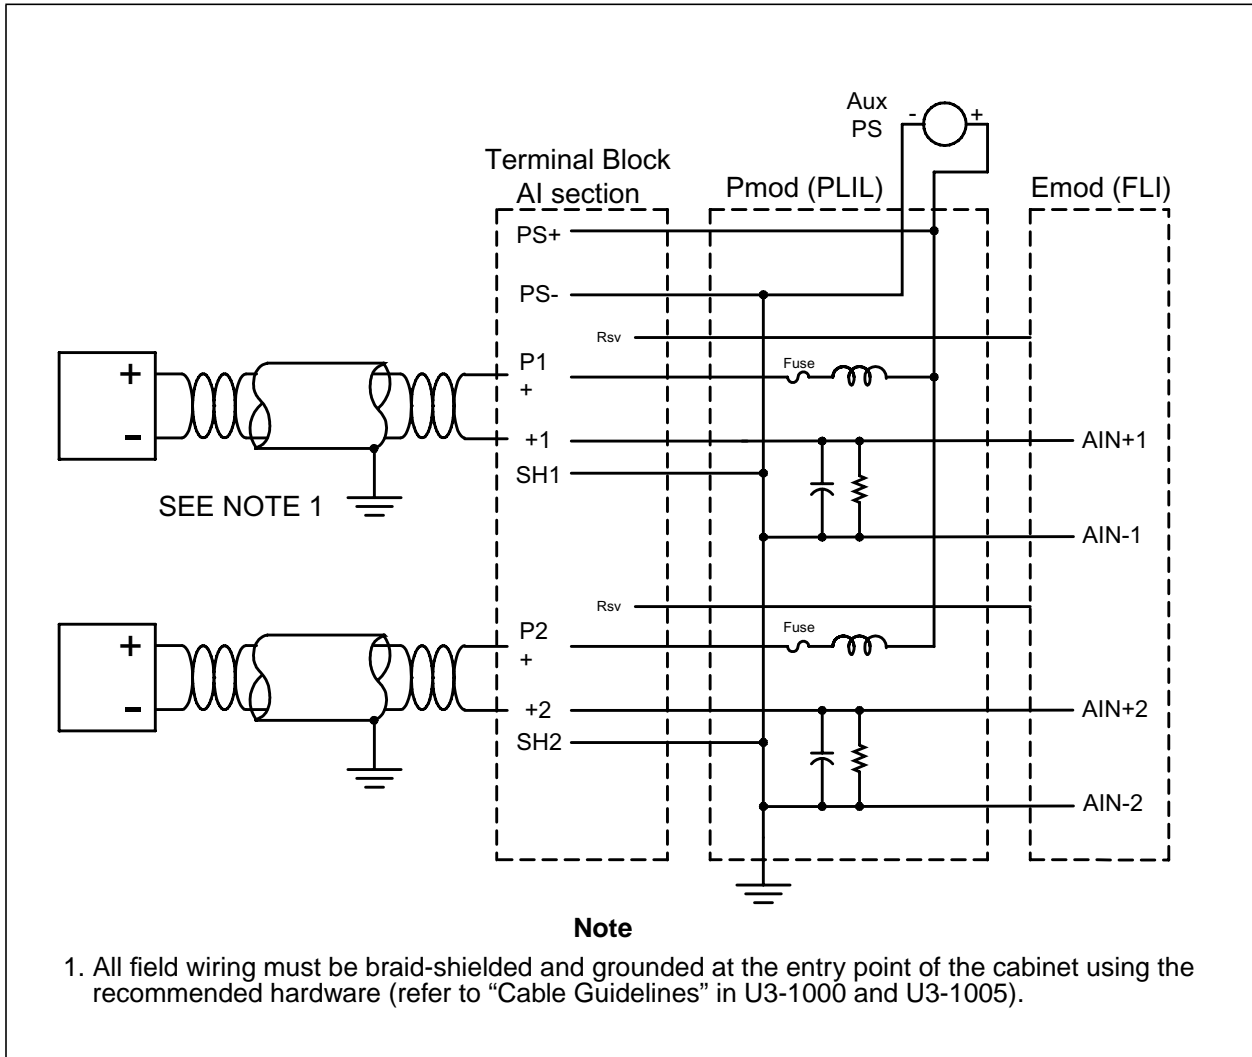 Aux
PS
- +
Terminal Block
AI section
Pmod (PLIL)
Emod (FLI)
PS+
PS-
Rsv
P1
+
Fuse
+
-
+1
AIN+1
SH1
SEE NOTE 1
AIN-1
Rsv
P2
+
Fuse
+
-
+2
AIN+2
SH2
AIN-2
Note
1. All field wiring must be braid-shielded and grounded at the entry point of the cabinet using the
recommended hardware (refer to “Cable Guidelines” in U3-1000 and U3-1005).